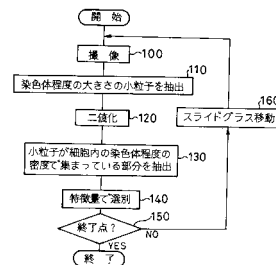 開 始
撮 像
100
110
染色体程度の大きさの小粒子を抽出
160
スライドグラス移動
二値化
120
小粒子が細胞内の染色体程度の
密度で集まっている部分を抽出
130
特徴量で選別
140
150
終了点?
NO
YES
終 了